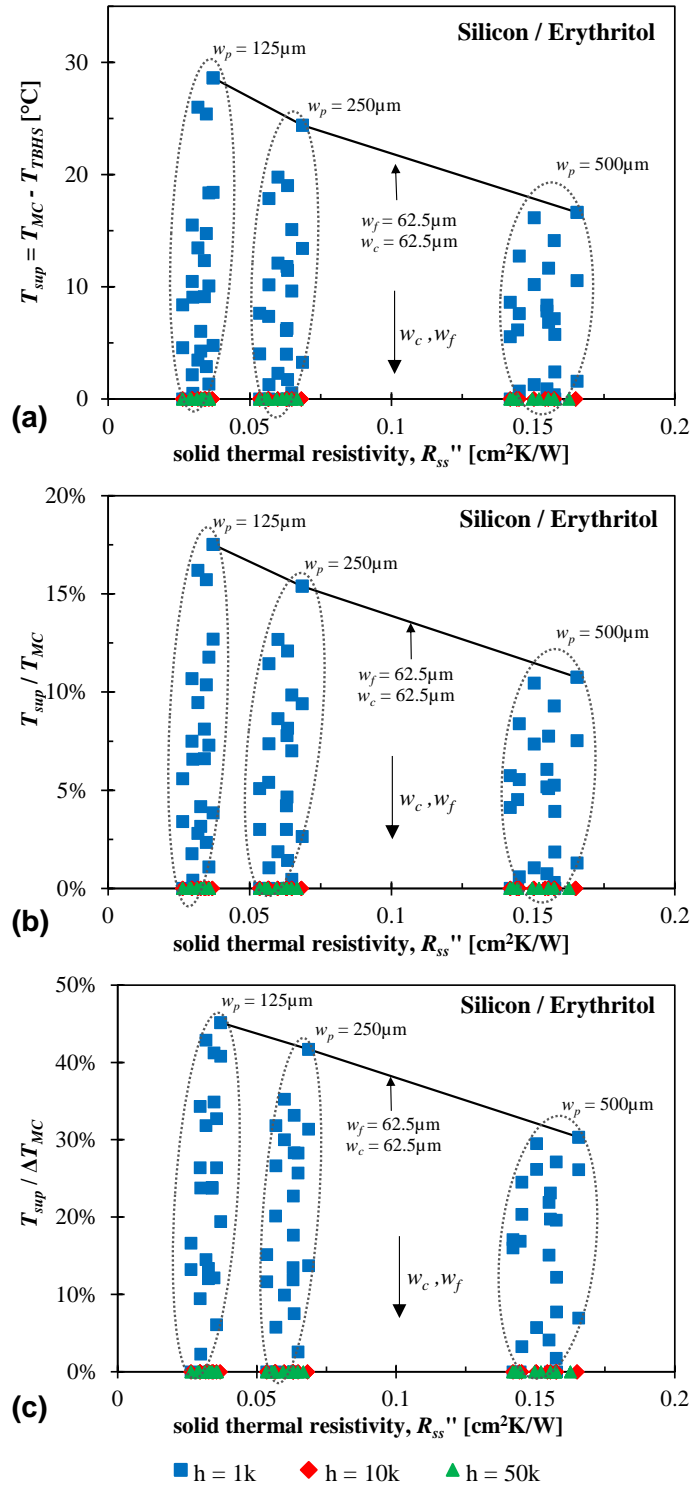 Silicon / Erythritol
w_p = 125µm
w_p = 250µm
w_p = 500µm
w_f = 62.5µm
w_c = 62.5µm
w_c ,w_f
T_sup = T_MC - T_TBHS [°C]
30
20
10
0
0 0.05 0.1 0.15 0.2
(a)
solid thermal resistivity, R_ss" [cm²K/W]
Silicon / Erythritol
w_p = 125µm
w_p = 250µm
w_p = 500µm
w_f = 62.5µm
w_c = 62.5µm
w_c ,w_f
T_sup / T_MC
20%
15%
10%
5%
0%
0 0.05 0.1 0.15 0.2
(b)
solid thermal resistivity, R_ss" [cm²K/W]
Silicon / Erythritol
w_p = 125µm
w_p = 250µm
w_p = 500µm
w_f = 62.5µm
w_c = 62.5µm
w_c ,w_f
T_sup / ΔT_MC
50%
40%
30%
20%
10%
0%
0 0.05 0.1 0.15 0.2
(c)
solid thermal resistivity, R_ss" [cm²K/W]
h = 1k h = 10k h = 50k